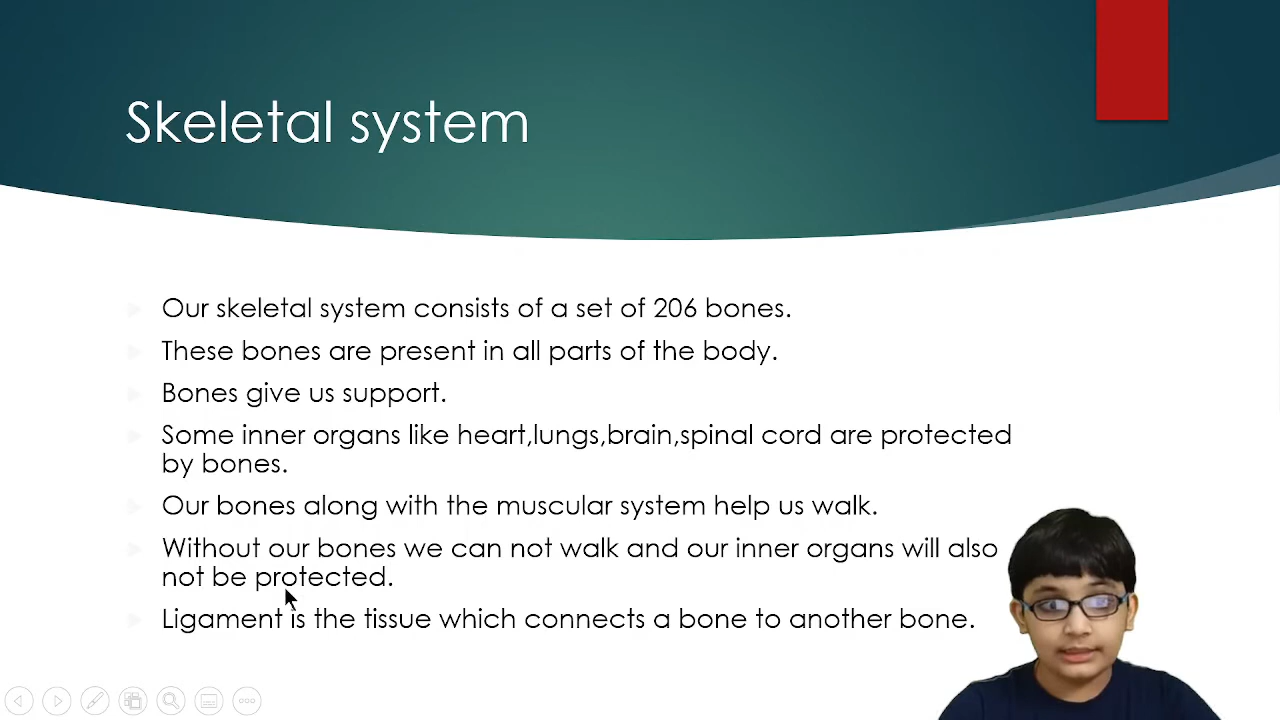 Skeletal system
Our skeletal system consists of a set of 206 bones.
These bones are present in all parts of the body.
Bones give us support.
Some inner organs like heart,lungs,brain,spinal cord are protected
by bones.
Our bones along with the muscular system help us walk.
Without our bones we can not walk and our inner organs will also
not be protected.
Ligament is the tissue which connects a bone to another bone.